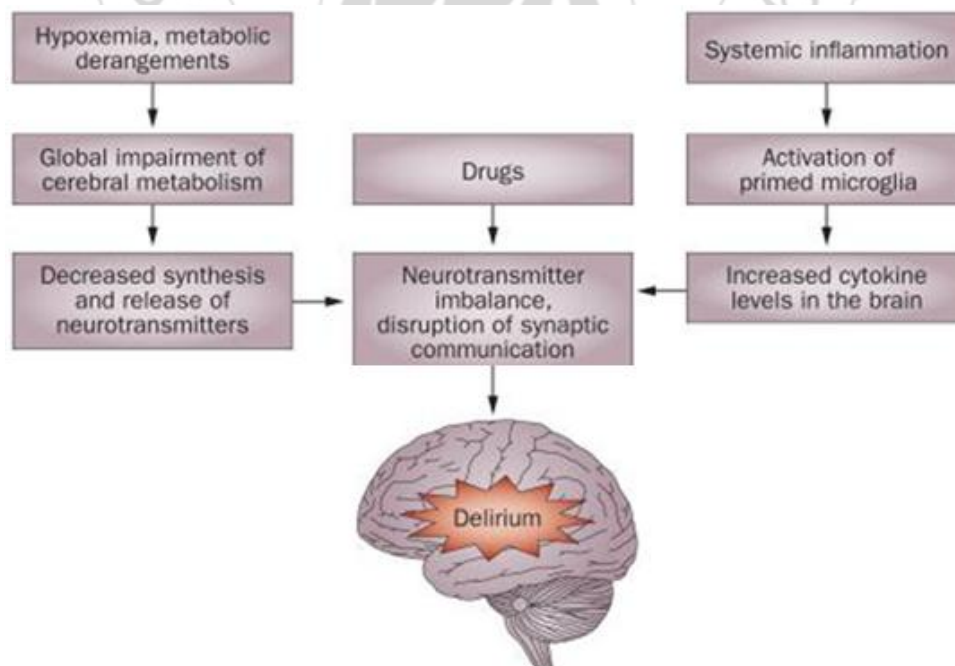 Hypoxemia, metabolic
derangements
Systemic inflammation
Global impairment of
cerebral metabolism
Drugs
Activation of
primed microglia
Decreased synthesis
and release of
neurotransmitters
Neurotransmitter
imbalance,
disruption of synaptic
communication
Increased cytokine
levels in the brain
Delirium